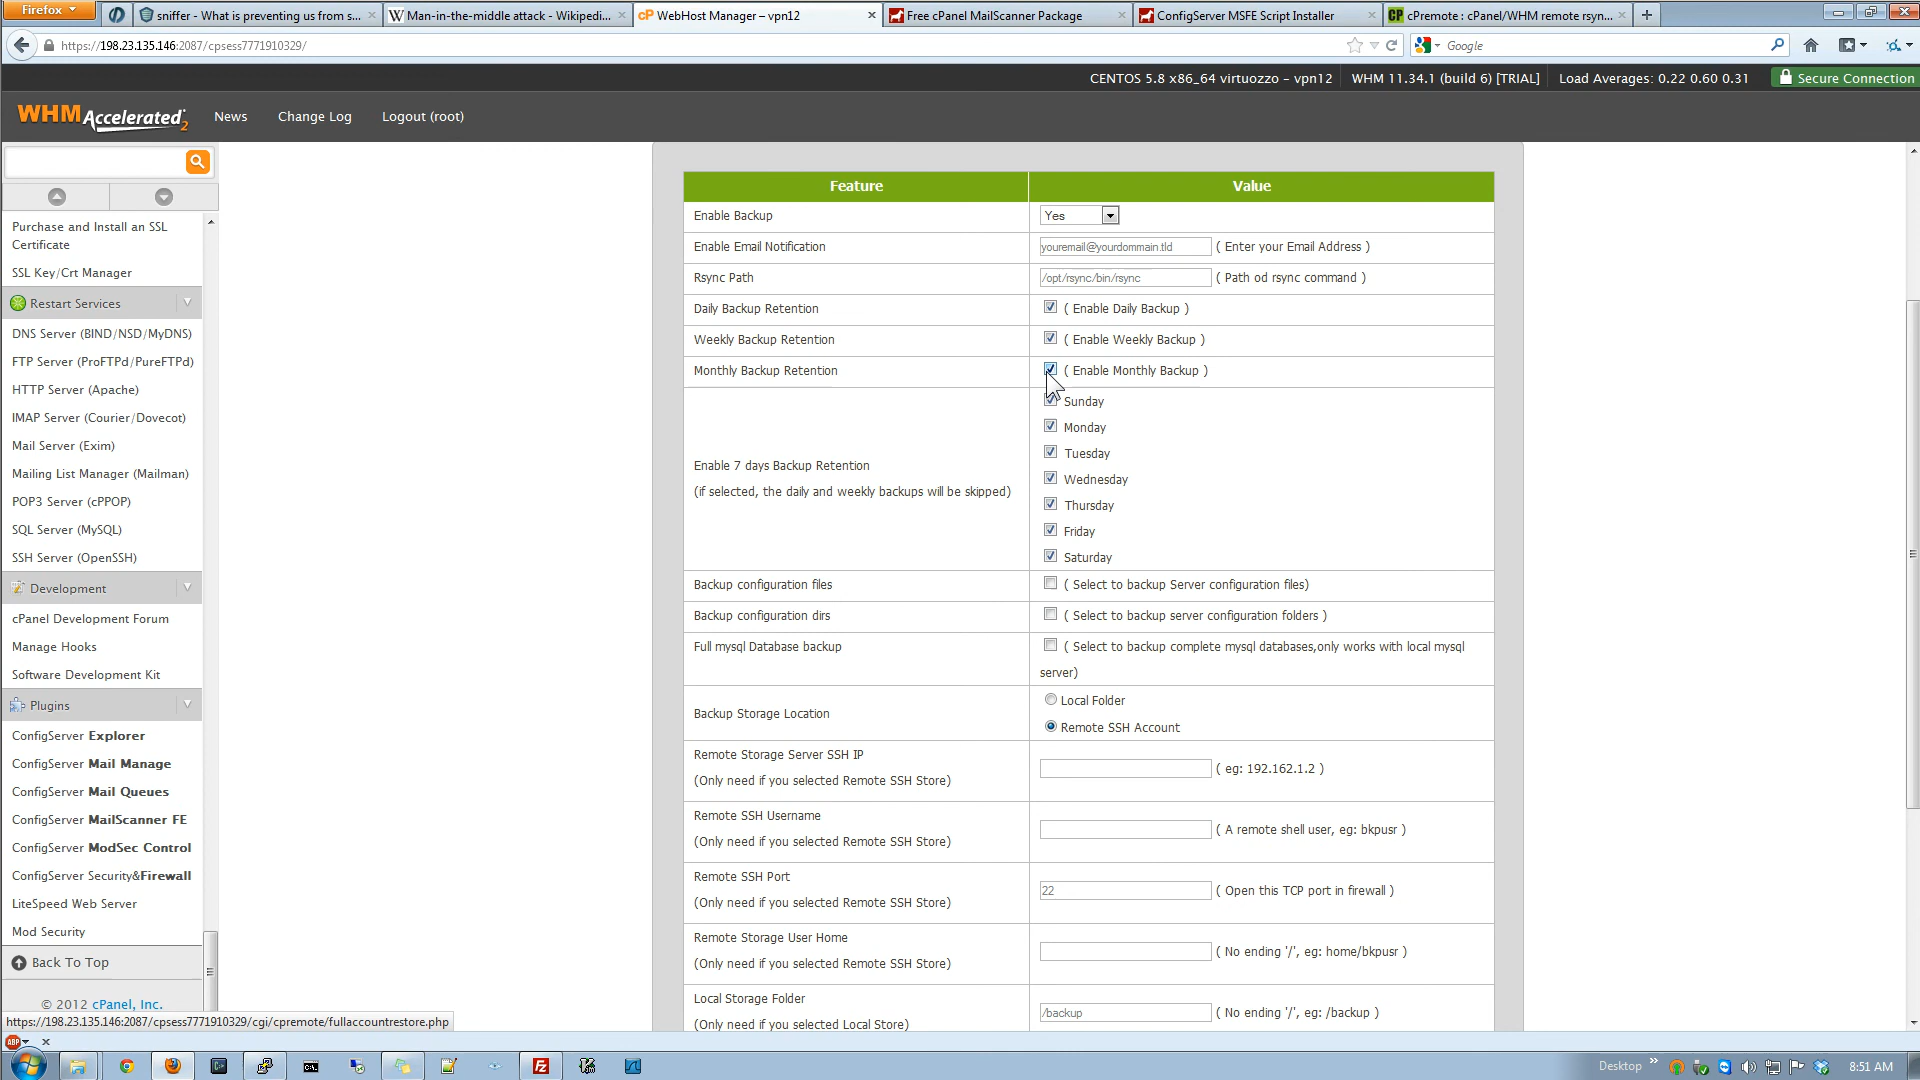 Firefox
sniffer - What is preventing us from s...
Man-in-the-middle attack - Wikipedi...
cP WebHost Manager – vpn12
Free cPanel MailScanner Package
ConfigServer MSFE Script Installer
CP cPremote : cPanel/WHM remote rsyn...
https://198.23.135.146:2087/cpsess7771910329/
Google
CENTOS 5.8 x86_64 virtuozzo – vpn12
WHM 11.34.1 (build 6) [TRIAL]
Load Averages: 0.22 0.60 0.31
Secure Connection
WHM Accelerated 2
News
Change Log
Logout (root)
Purchase and Install an SSL
Certificate
SSL Key/Crt Manager
Restart Services
DNS Server (BIND/NSD/MyDNS)
FTP Server (ProFTPd/PureFTPd)
HTTP Server (Apache)
IMAP Server (Courier/Dovecot)
Mail Server (Exim)
Mailing List Manager (Mailman)
POP3 Server (cPPOP)
SQL Server (MySQL)
SSH Server (OpenSSH)
Development
cPanel Development Forum
Manage Hooks
Software Development Kit
Plugins
ConfigServer Explorer
ConfigServer Mail Manage
ConfigServer Mail Queues
ConfigServer MailScanner FE
ConfigServer ModSec Control
ConfigServer Security&Firewall
LiteSpeed Web Server
Mod Security
Back To Top
© 2012 cPanel, Inc.
Feature Value
Enable Backup Yes
Enable Email Notification youremail@yourdommain.tld ( Enter your Email Address )
Rsync Path /opt/rsync/bin/rsync ( Path od rsync command )
Daily Backup Retention ( Enable Daily Backup )
Weekly Backup Retention ( Enable Weekly Backup )
Monthly Backup Retention ( Enable Monthly Backup )
Enable 7 days Backup Retention
(if selected, the daily and weekly backups will be skipped)
Sunday
Monday
Tuesday
Wednesday
Thursday
Friday
Saturday
Backup configuration files ( Select to backup Server configuration files)
Backup configuration dirs ( Select to backup server configuration folders )
Full mysql Database backup ( Select to backup complete mysql databases,only works with local mysql
server)
Backup Storage Location
Local Folder
Remote SSH Account
Remote Storage Server SSH IP
(Only need if you selected Remote SSH Store)
( eg: 192.162.1.2 )
Remote SSH Username
(Only need if you selected Remote SSH Store)
( A remote shell user, eg: bkpusr )
Remote SSH Port
(Only need if you selected Remote SSH Store)
22 ( Open this TCP port in firewall )
Remote Storage User Home
(Only need if you selected Remote SSH Store)
( No ending '/', eg: home/bkpusr )
Local Storage Folder
(Only need if you selected Local Store)
/backup ( No ending '/', eg: /backup )
https://198.23.135.146:2087/cpsess7771910329/cgi/cpremote/fullaccountrestore.php
ABP
Desktop
8:51 AM